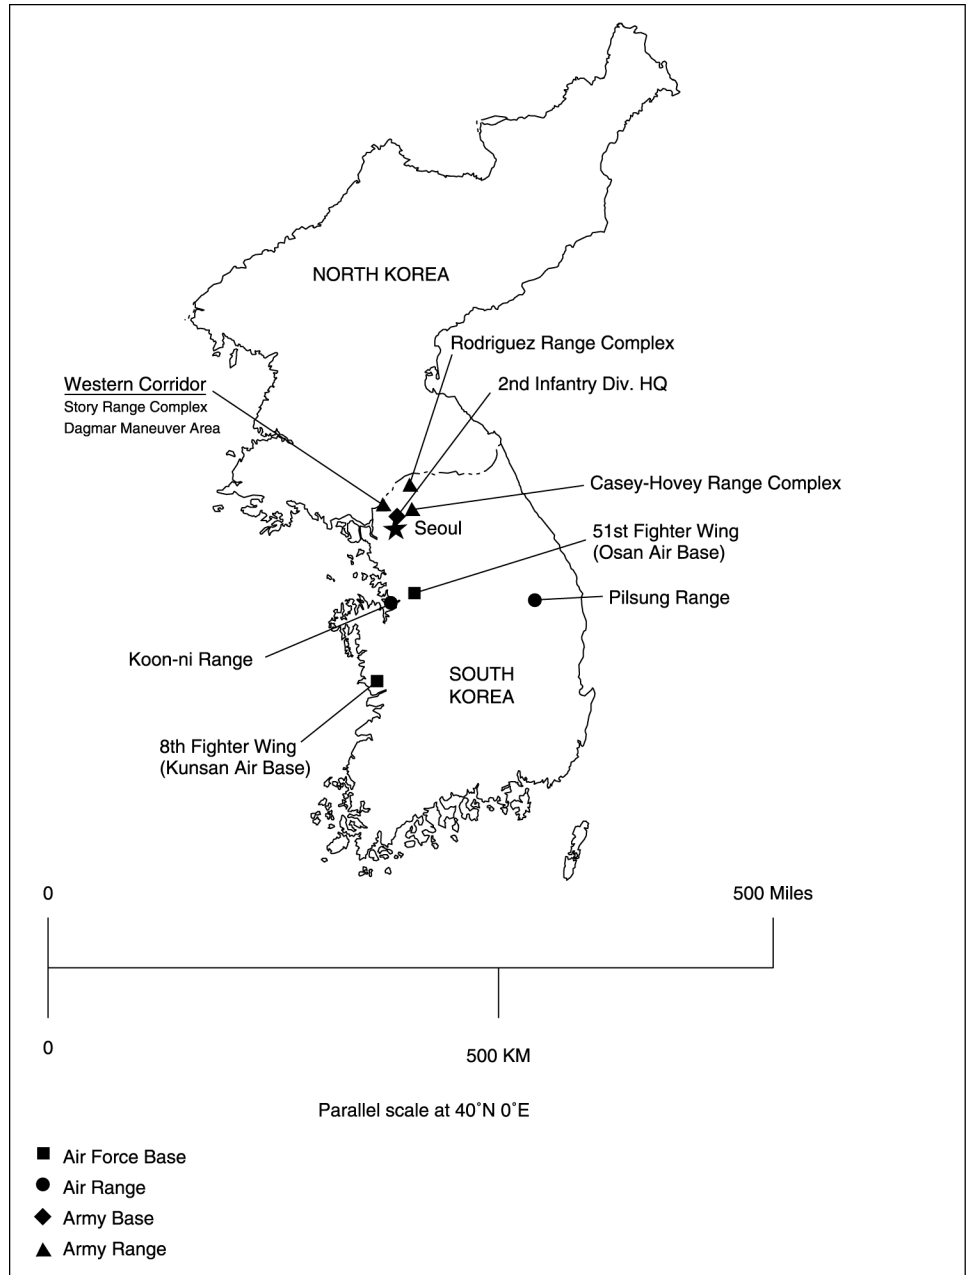 NORTH KOREA
Rodriguez Range Complex
2nd Infantry Div. HQ
Western Corridor
Story Range Complex
Dagmar Maneuver Area
Casey-Hovey Range Complex
Seoul
51st Fighter Wing
(Osan Air Base)
Pilsung Range
Koon-ni Range
SOUTH
KOREA
8th Fighter Wing
(Kunsan Air Base)
0
500 Miles
0
500 KM
Parallel scale at 40˚N 0˚E
Air Force Base
Air Range
Army Base
Army Range